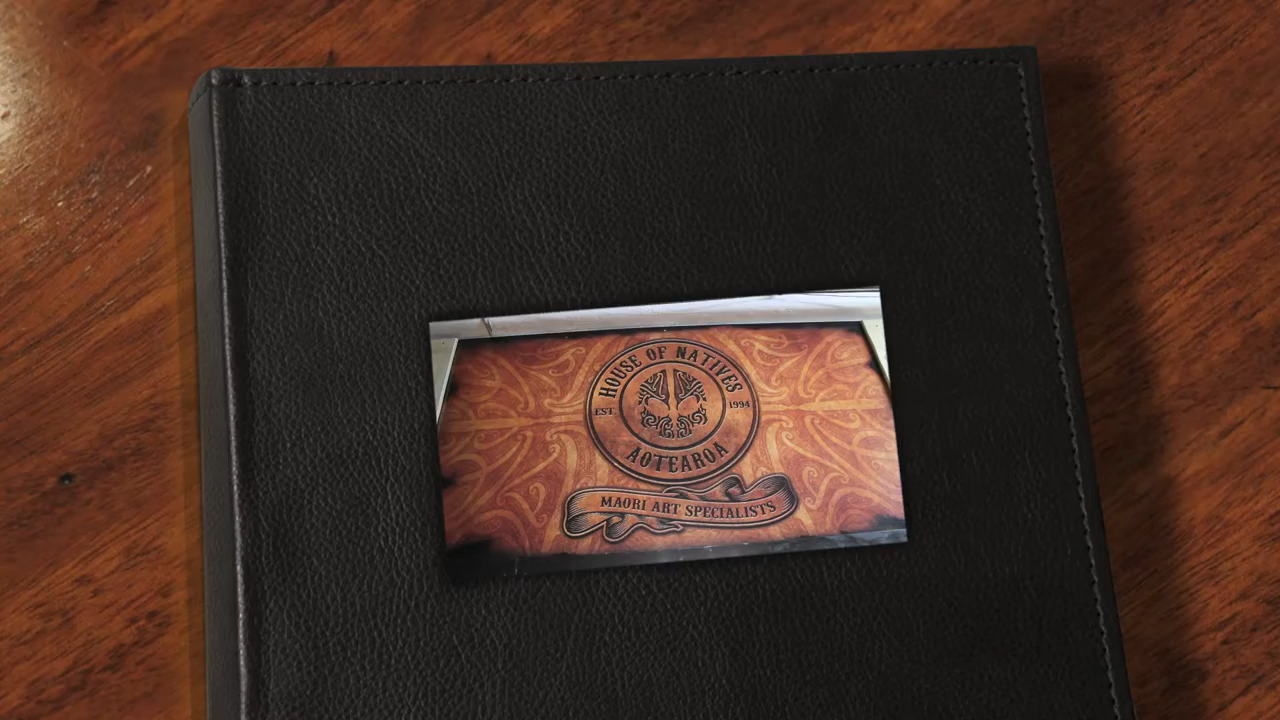 HOUSE OF NATIVES
EST. 1994
AOTEAROA
MAORI ART SPECIALISTS